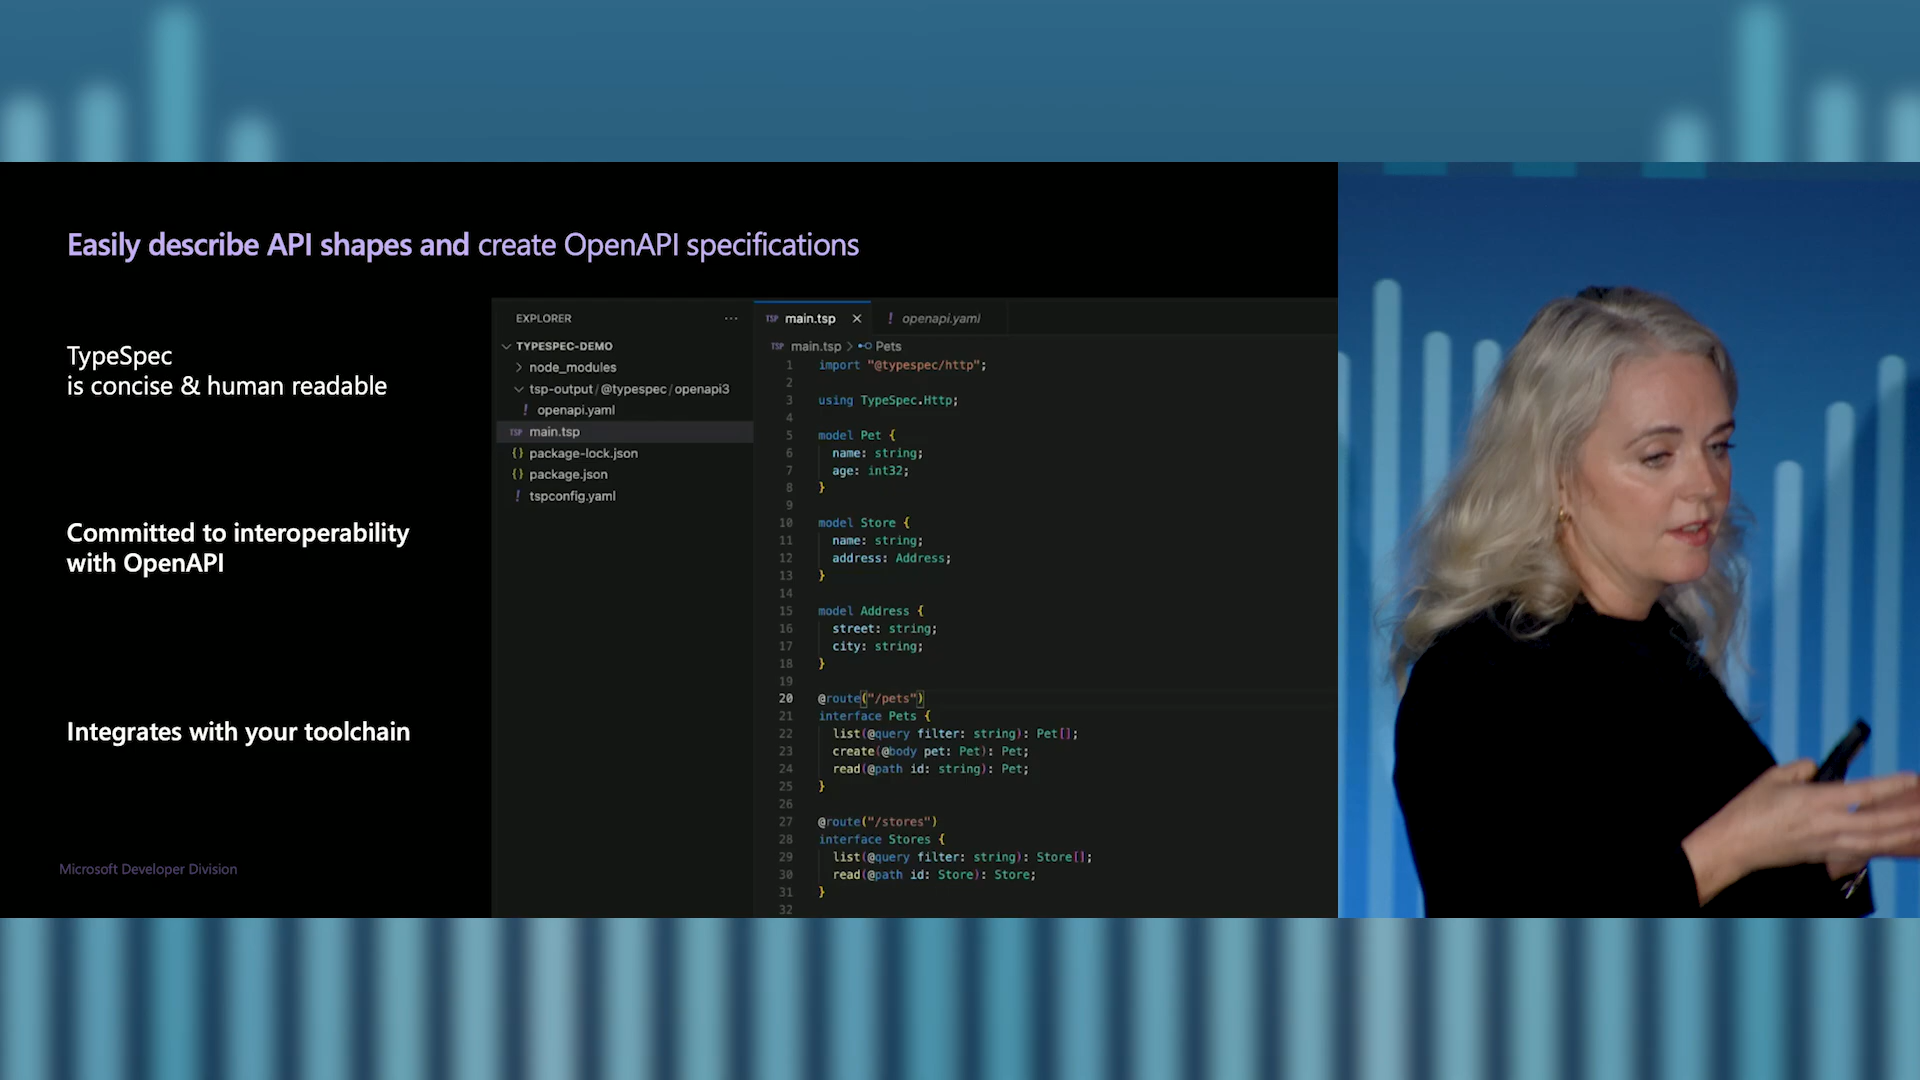 Easily describe API shapes and create OpenAPI specifications
TypeSpec
is concise & human readable
Committed to interoperability
with OpenAPI
Integrates with your toolchain
Microsoft Developer Division
EXPLORER ...
TYPESPEC-DEMO
node_modules
tsp-output / @typespec / openapi3
! openapi.yaml
TSP main.tsp
{} package-lock.json
{} package.json
! tspconfig.yaml
TSP main.tsp ×
! openapi.yaml
TSP main.tsp > Pets
1 import "@typespec/http";
2
3 using TypeSpec.Http;
4
5 model Pet {
6 name: string;
7 age: int32;
8 }
9
10 model Store {
11 name: string;
12 address: Address;
13 }
14
15 model Address {
16 street: string;
17 city: string;
18 }
19
20 @route("/pets")
21 interface Pets {
22 list(@query filter: string): Pet[];
23 create(@body pet: Pet): Pet;
24 read(@path id: string): Pet;
25 }
26
27 @route("/stores")
28 interface Stores {
29 list(@query filter: string): Store[];
30 read(@path id: Store): Store;
31 }
32